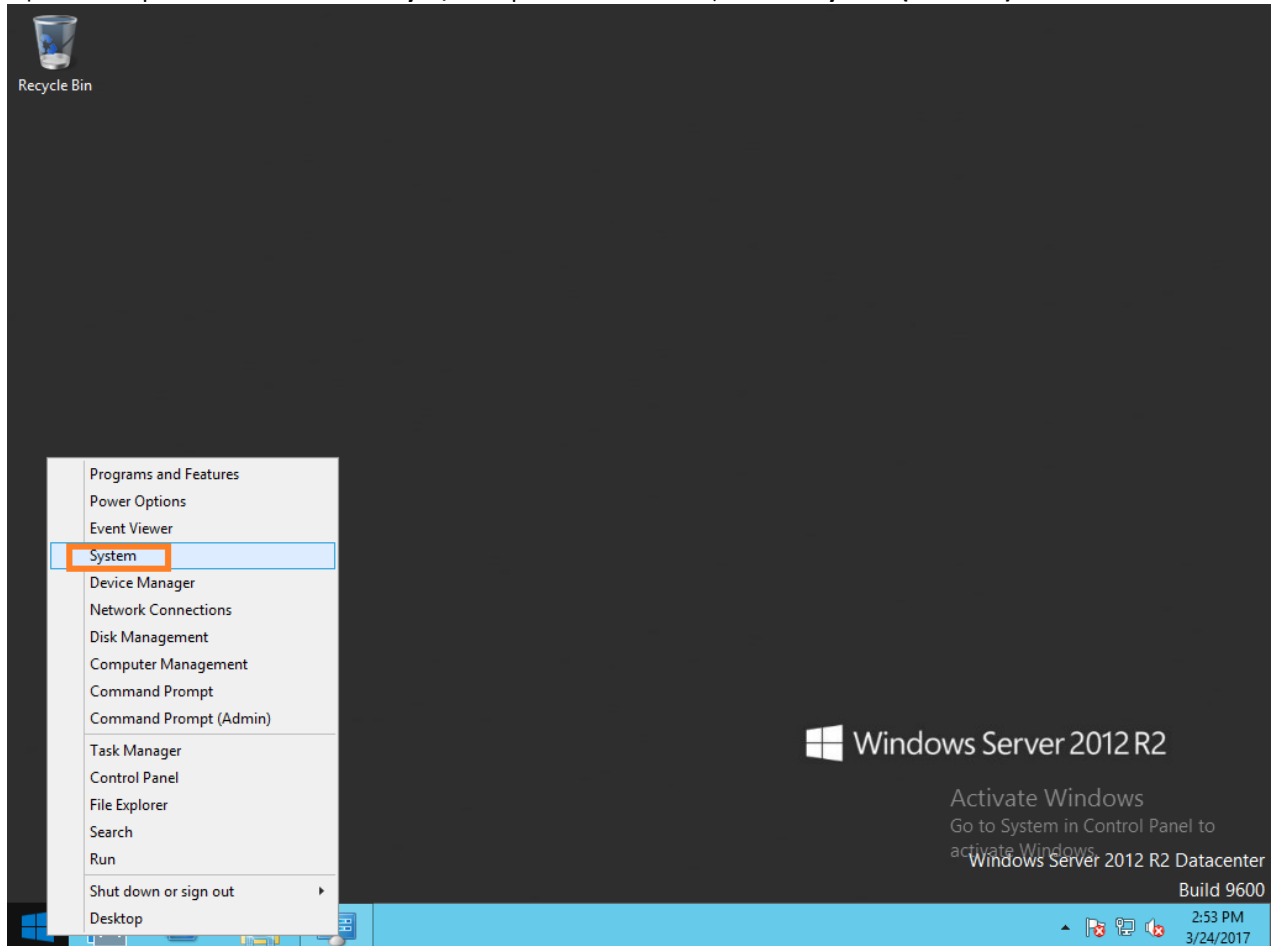 Recycle Bin
Programs and Features
Power Options
Event Viewer
System
Device Manager
Network Connections
Disk Management
Computer Management
Command Prompt
Command Prompt (Admin)
Task Manager
Control Panel
File Explorer
Search
Run
Shut down or sign out
Desktop
Windows Server 2012 R2
Activate Windows
Go to System in Control Panel to
activate Windows.
Windows Server 2012 R2 Datacenter
Build 9600
2:53 PM
3/24/2017